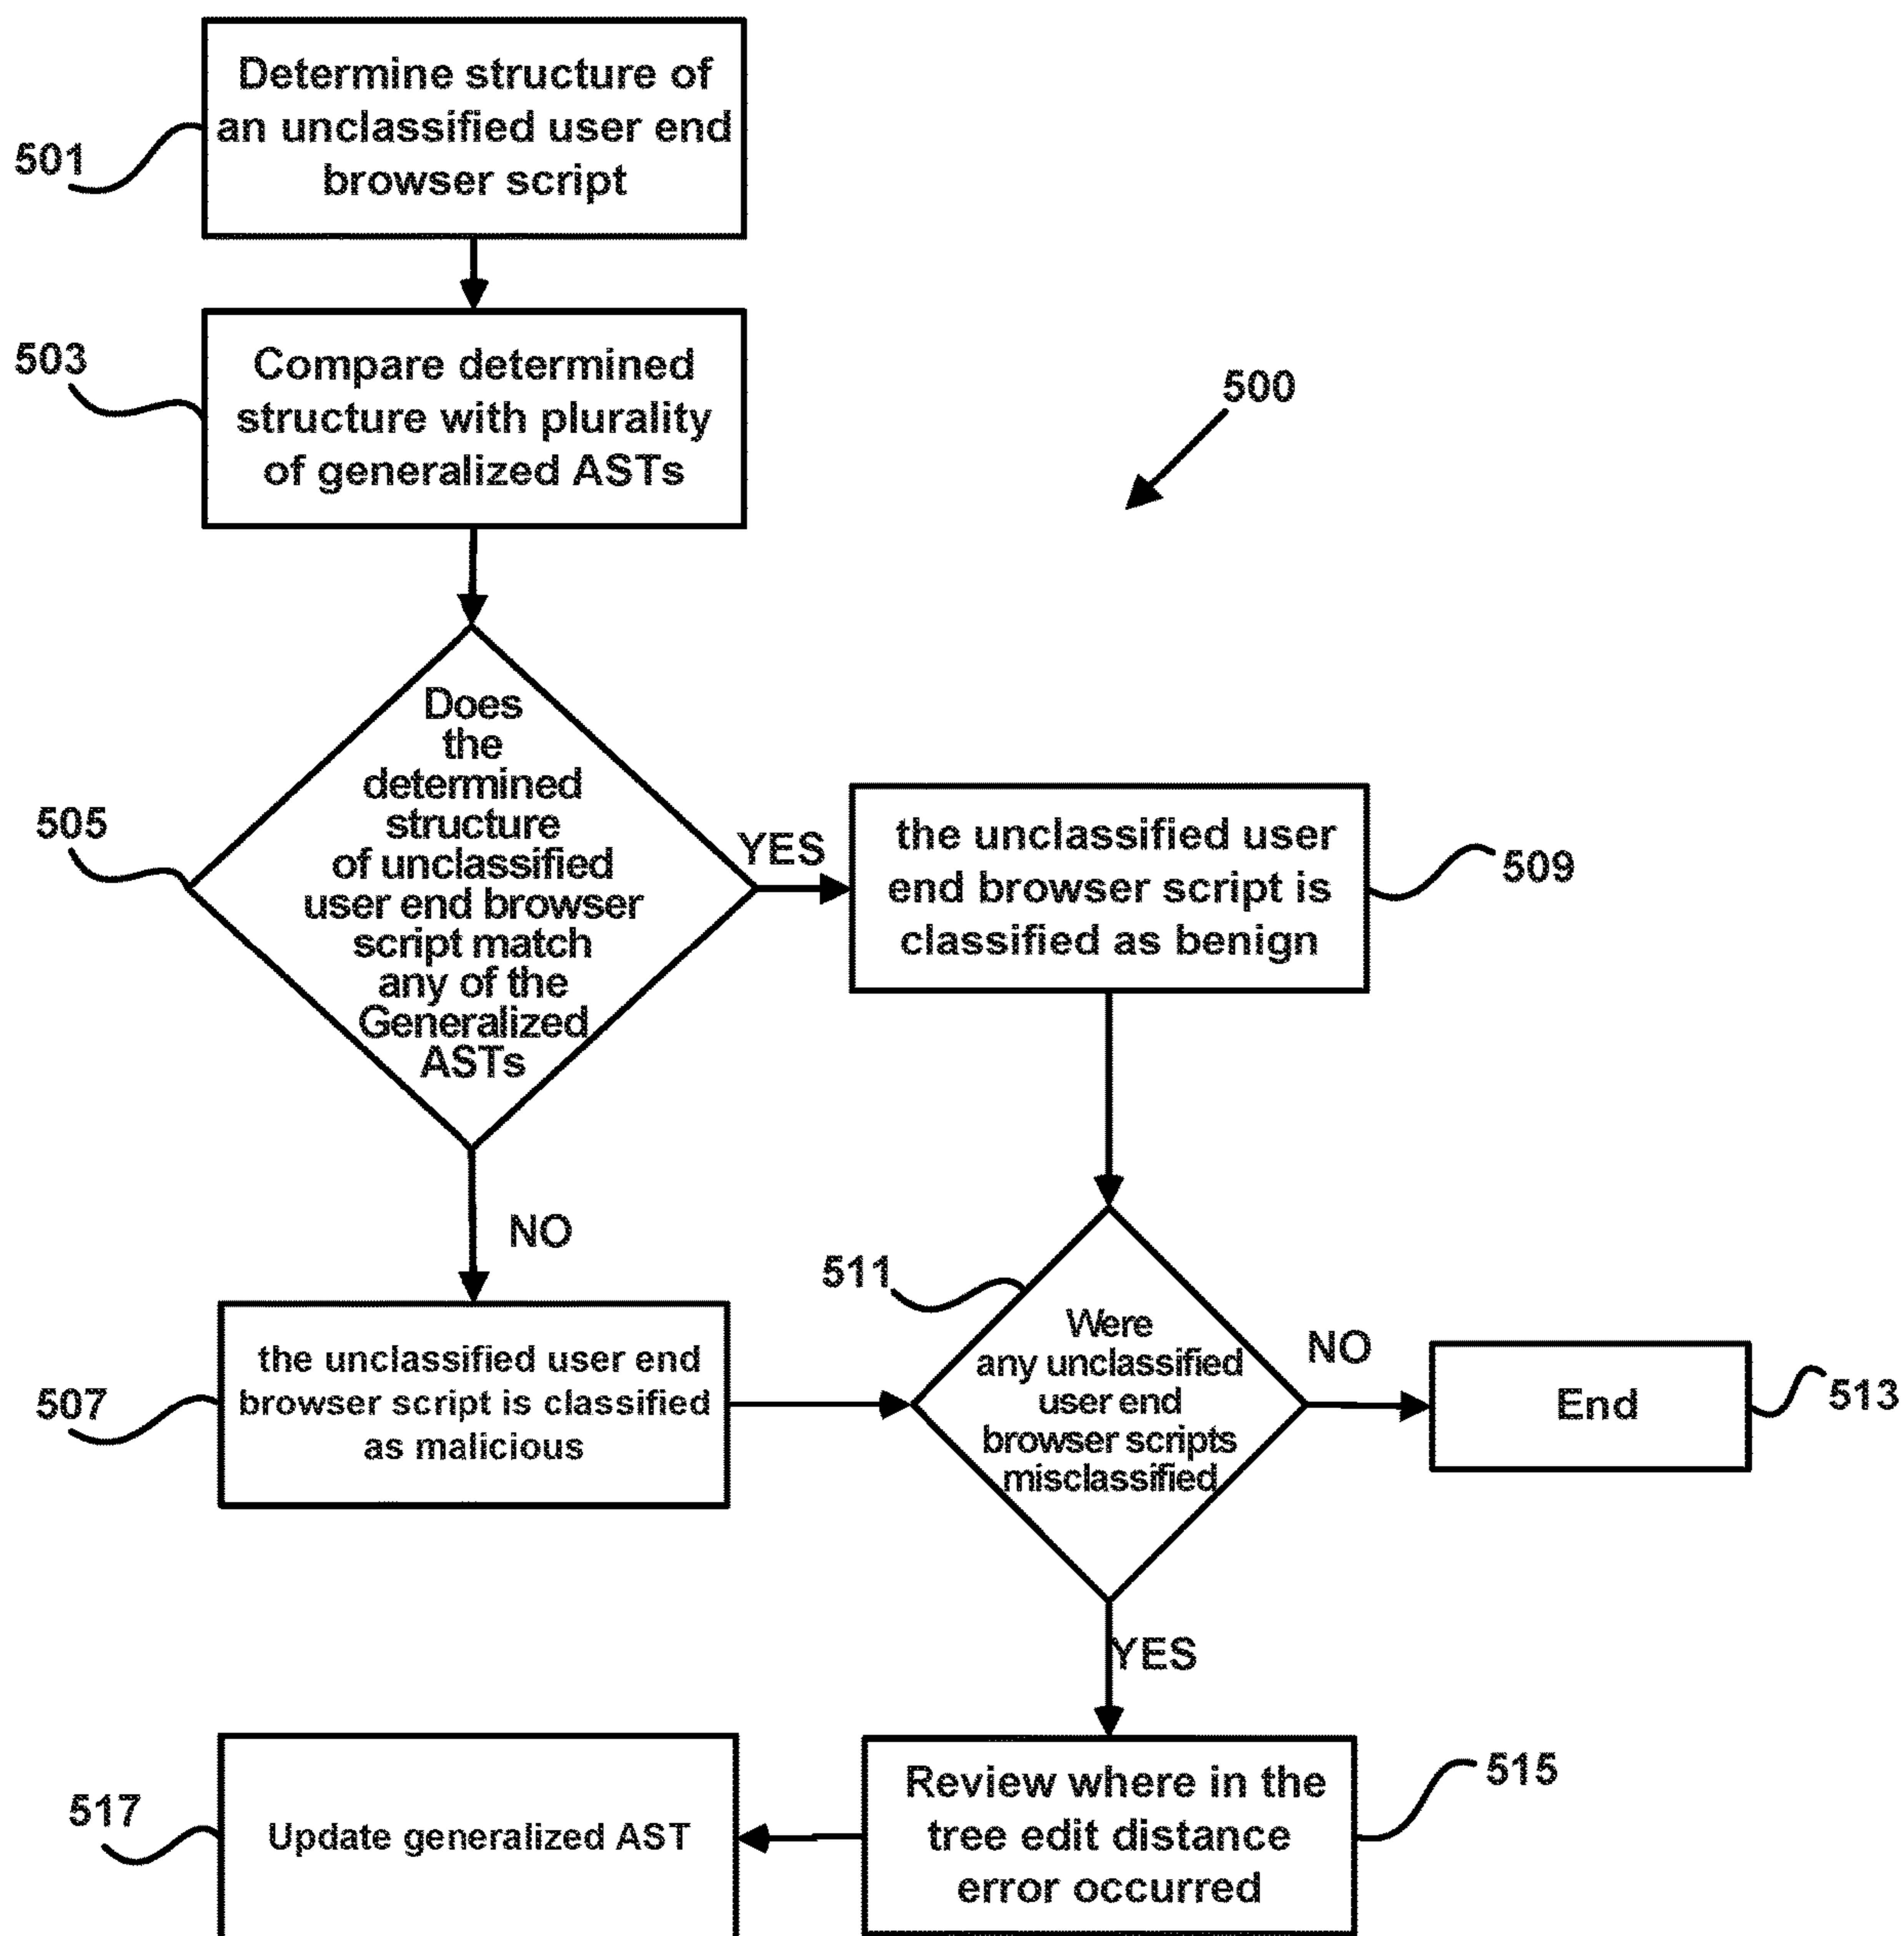 Determine structure of
an unclassified user end
browser script
501
Compare determined
structure with plurality
of generalized ASTs
503
500
Does
the
determined
structure
of unclassified
user end browser
script match
any of the
Generalized
ASTs
505
YES
the unclassified user
end browser script is
classified as benign
509
NO
the unclassified user end
browser script is classified
as malicious
507
511
Were
any unclassified
user end
browser scripts
misclassified
NO
End
513
YES
Review where in the
tree edit distance
error occurred
515
Update generalized AST
517